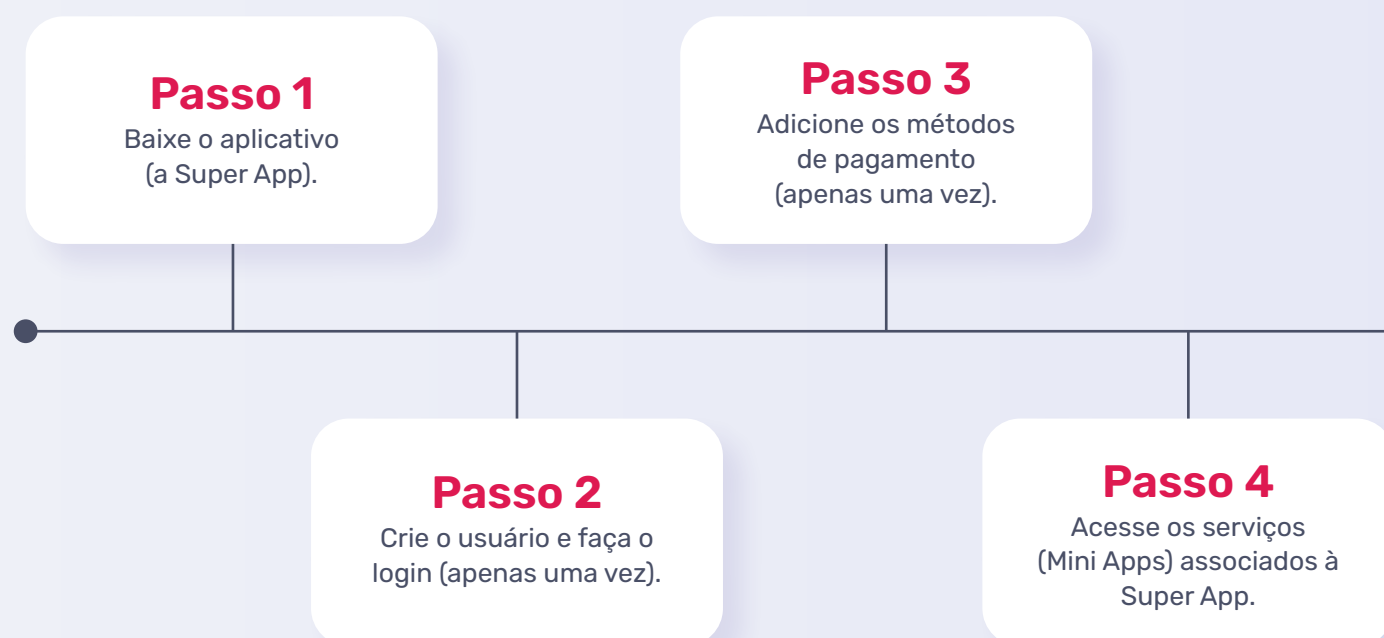 Passo 1
Baixe o aplicativo
(a Super App).
Passo 2
Crie o usuário e faça o
login (apenas uma vez).
Passo 3
Adicione os métodos
de pagamento
(apenas uma vez).
Passo 4
Acesse os serviços
(Mini Apps) associados à
Super App.